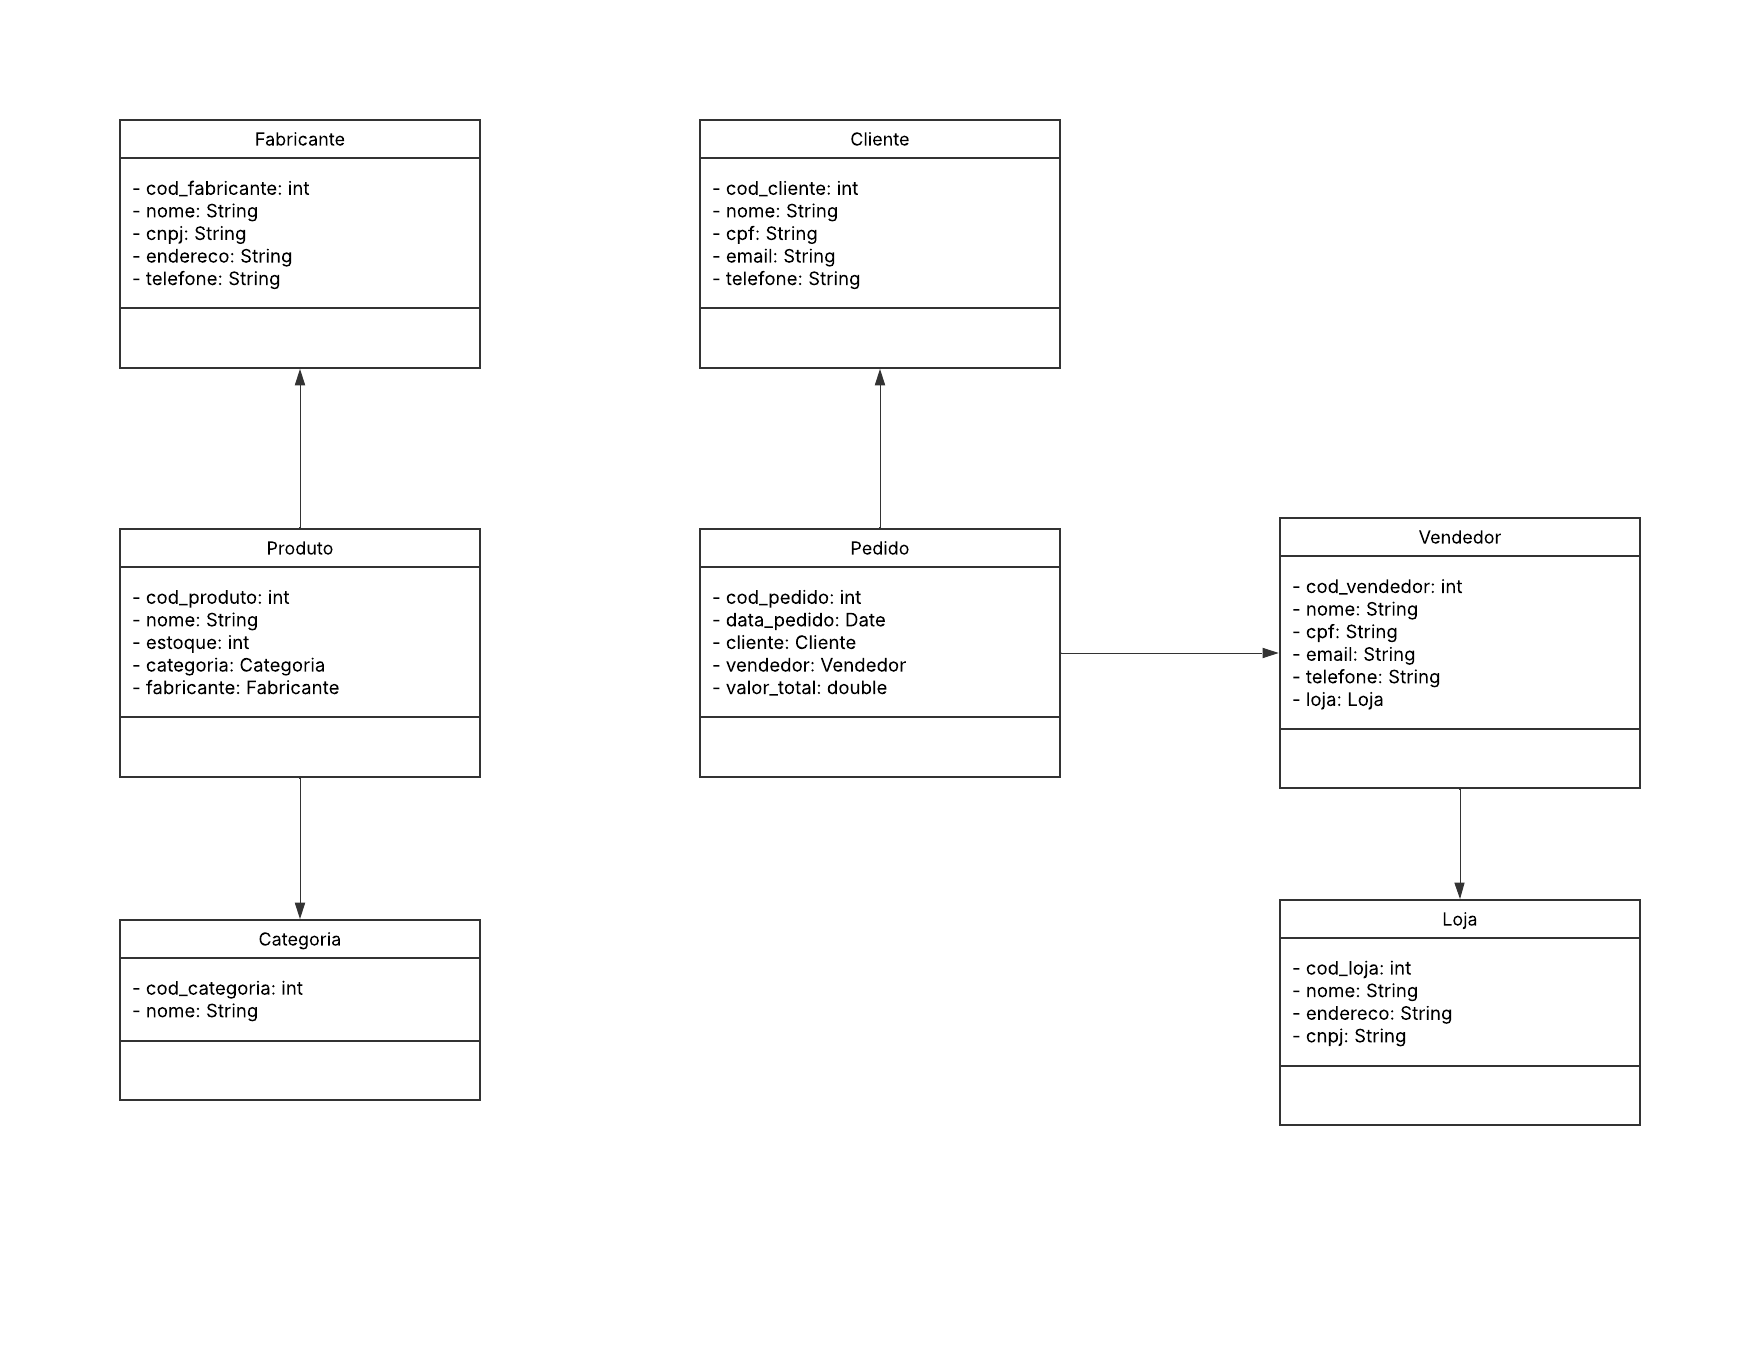 Fabricante
- cod_fabricante: int
- nome: String
- cnpj: String
- endereco: String
- telefone: String
Cliente
- cod_cliente: int
- nome: String
- cpf: String
- email: String
- telefone: String
Produto
- cod_produto: int
- nome: String
- estoque: int
- categoria: Categoria
- fabricante: Fabricante
Pedido
- cod_pedido: int
- data_pedido: Date
- cliente: Cliente
- vendedor: Vendedor
- valor_total: double
Vendedor
- cod_vendedor: int
- nome: String
- cpf: String
- email: String
- telefone: String
- loja: Loja
Categoria
- cod_categoria: int
- nome: String
Loja
- cod_loja: int
- nome: String
- endereco: String
- cnpj: String